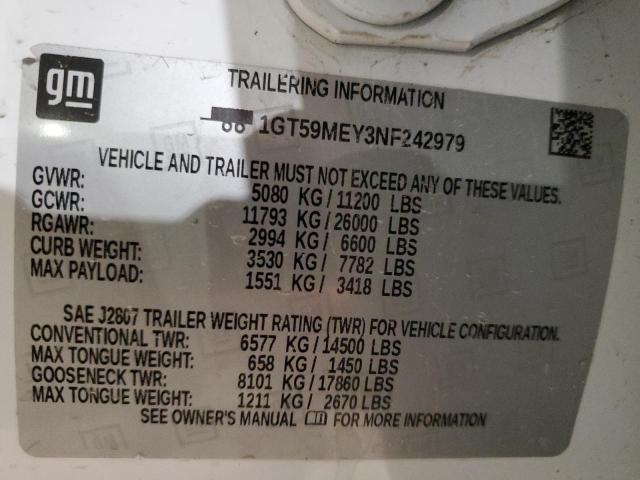 gm
TRAILERING INFORMATION
1GT59MEY3NF242979
VEHICLE AND TRAILER MUST NOT EXCEED ANY OF THESE VALUES.
GVWR: 5080 KG/11200 LBS
GCWR: 11793 KG/26000 LBS
RGAWR: 2994 KG/ 6600 LBS
CURB WEIGHT: 3530 KG/ 7782 LBS
MAX PAYLOAD: 1551 KG/ 3418 LBS
SAE J2807 TRAILER WEIGHT RATING (TWR) FOR VEHICLE CONFIGURATION.
CONVENTIONAL TWR: 6577 KG/14500 LBS
MAX TONGUE WEIGHT: 658 KG/ 1450 LBS
GOOSENECK TWR: 8101 KG/17860 LBS
MAX TONGUE WEIGHT: 1211 KG/ 2670 LBS
SEE OWNER'S MANUAL FOR MORE INFORMATION